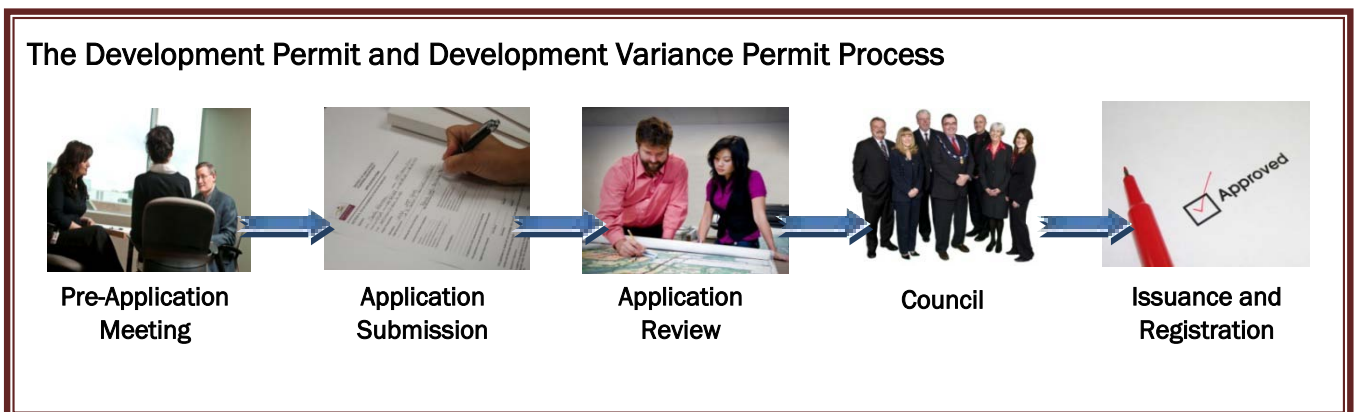 The Development Permit and Development Variance Permit Process
Approved
Pre-Application
Meeting
Application
Submission
Application
Review
Council
Issuance and
Registration